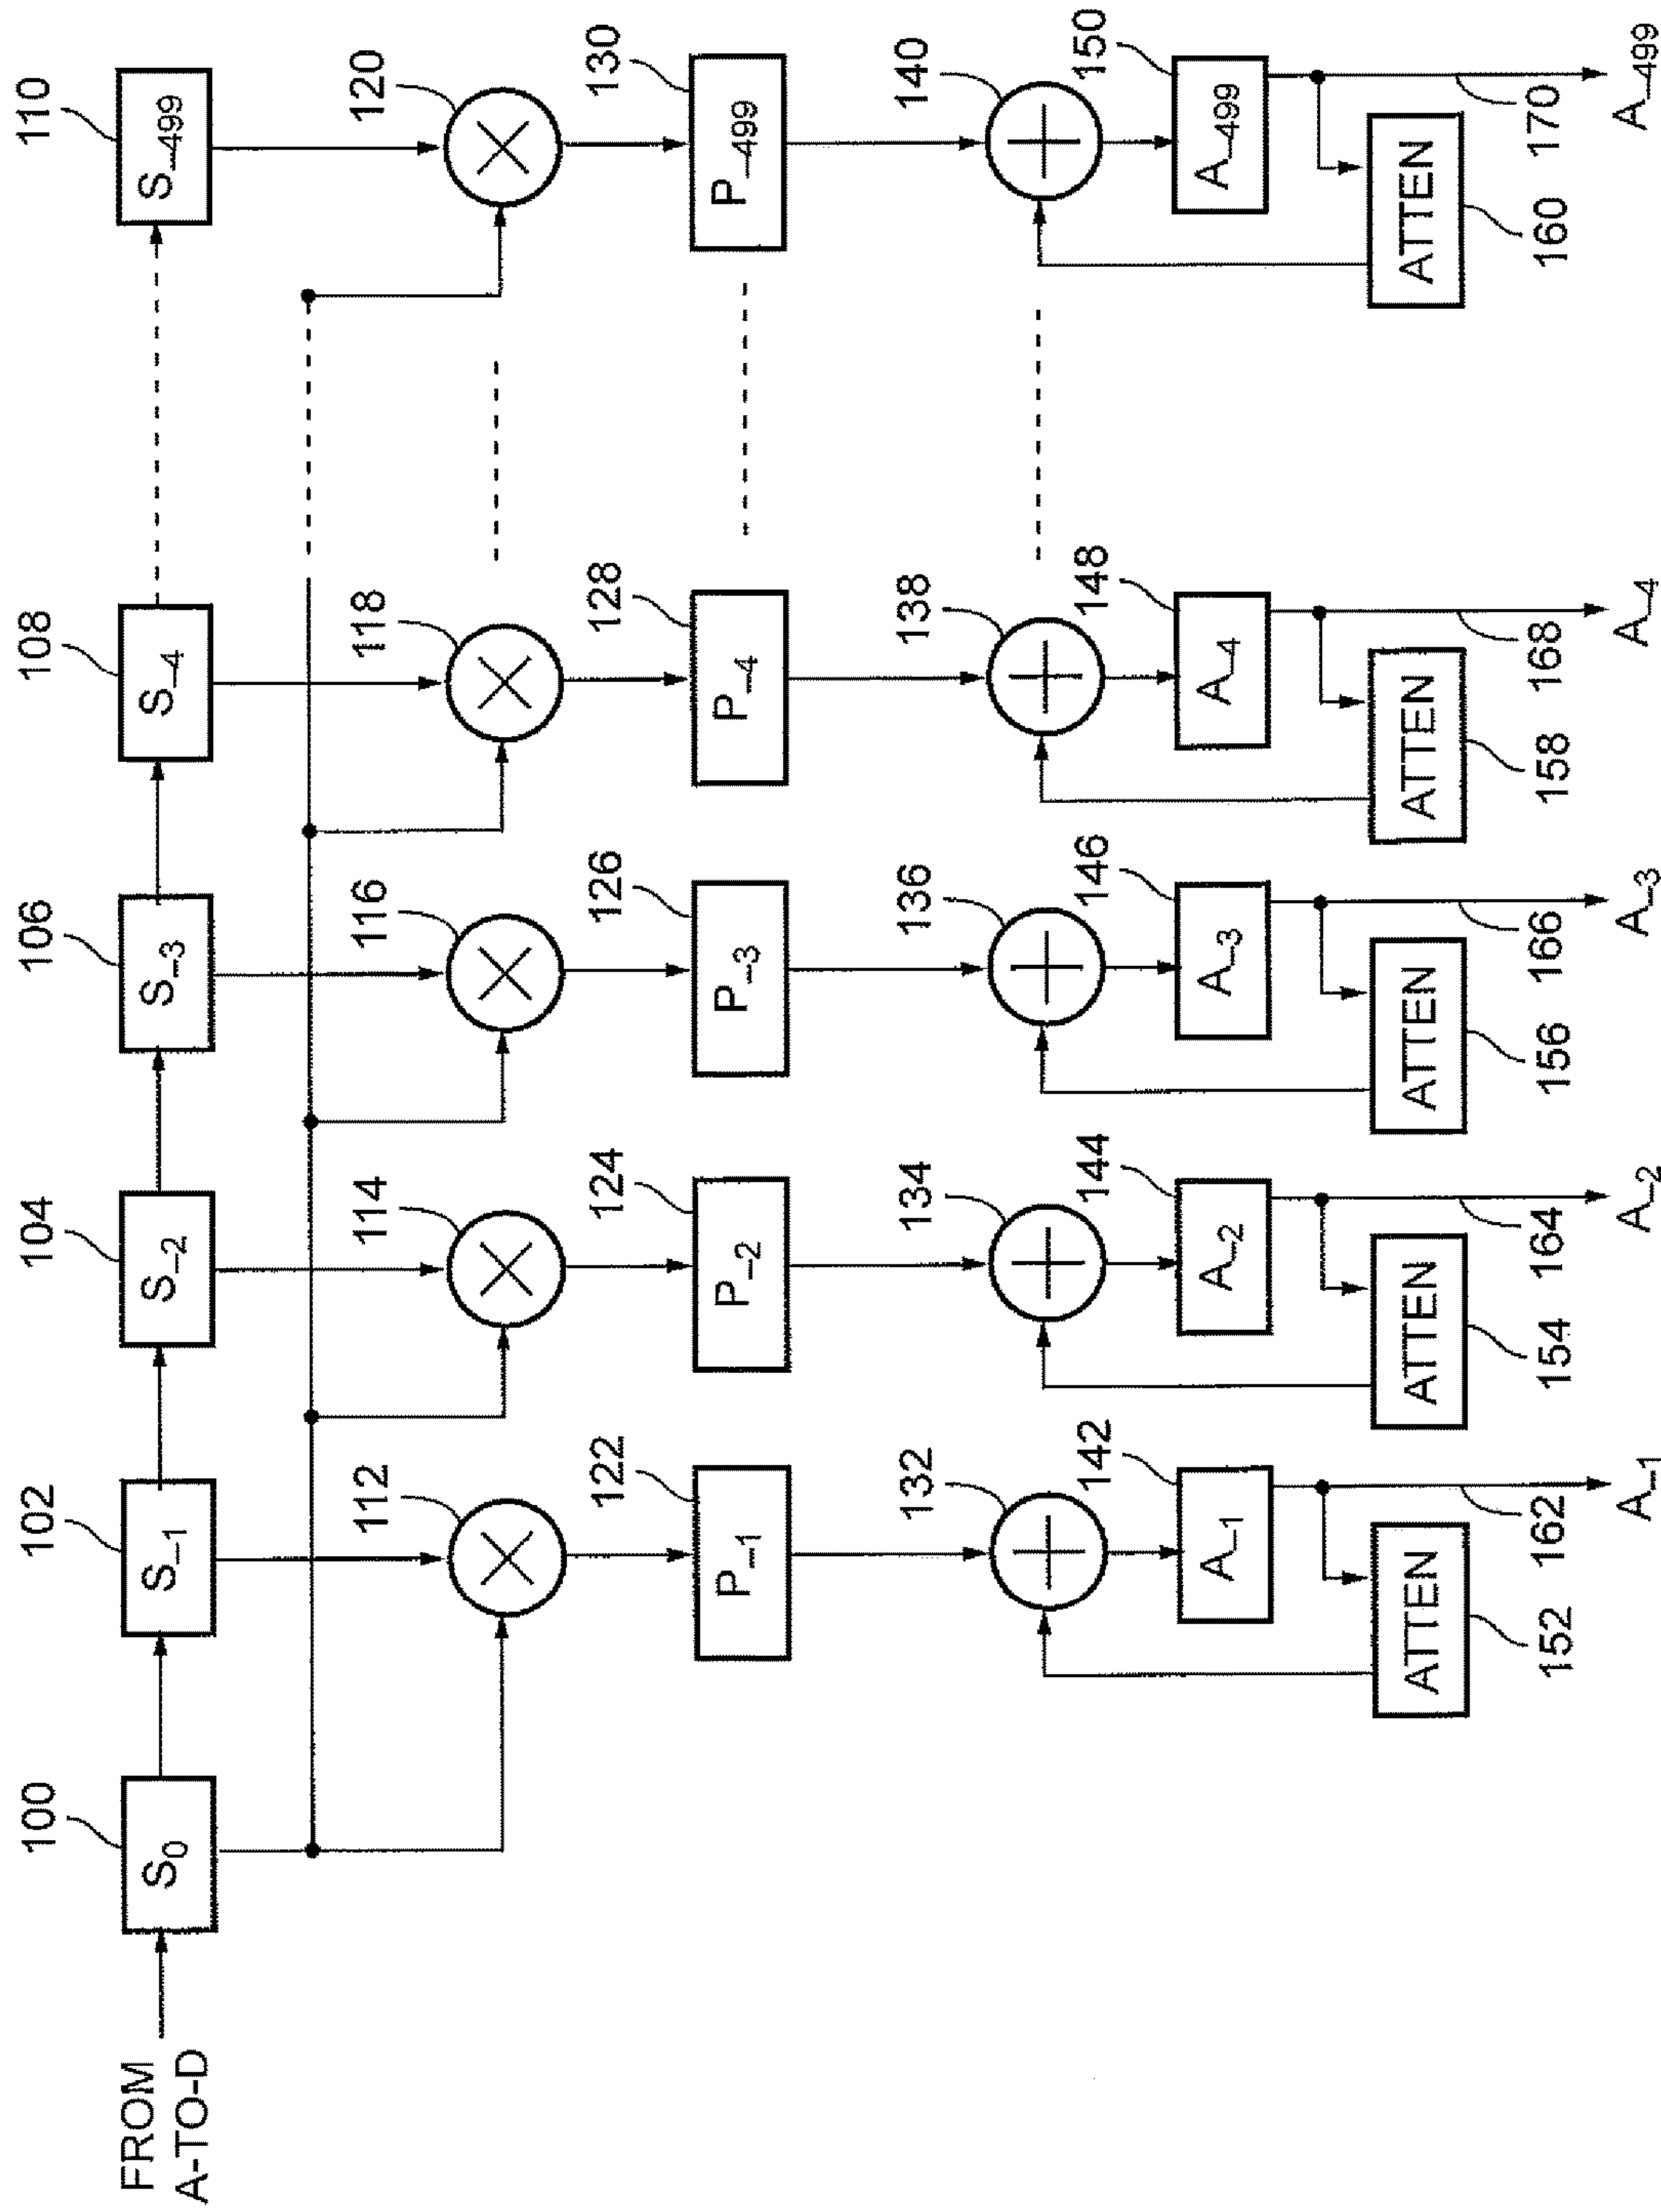 100
102
104
106
108
110
FROM
A-TO-D
S0
S–1
S–2
S–3
S–4
S–499
112
114
116
118
120
122
124
126
128
130
P–1
P–2
P–3
P–4
P–499
132
134
136
138
140
142
144
146
148
150
A–1
A–2
A–3
A–4
A–499
ATTEN
ATTEN
ATTEN
ATTEN
ATTEN
152
162
154
164
156
166
158
168
160
170
A–1
A–2
A–3
A–4
A–499